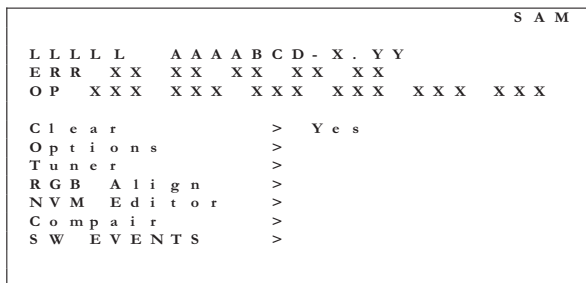 SAM
LLLLL AAAABCD-X.YY
ERR XX XX XX XX XX
OP XXX XXX XXX XXX XXX XXX
Clear > Yes
Options >
Tuner >
RGB Align >
NVM Editor >
Compair >
SW EVENTS >